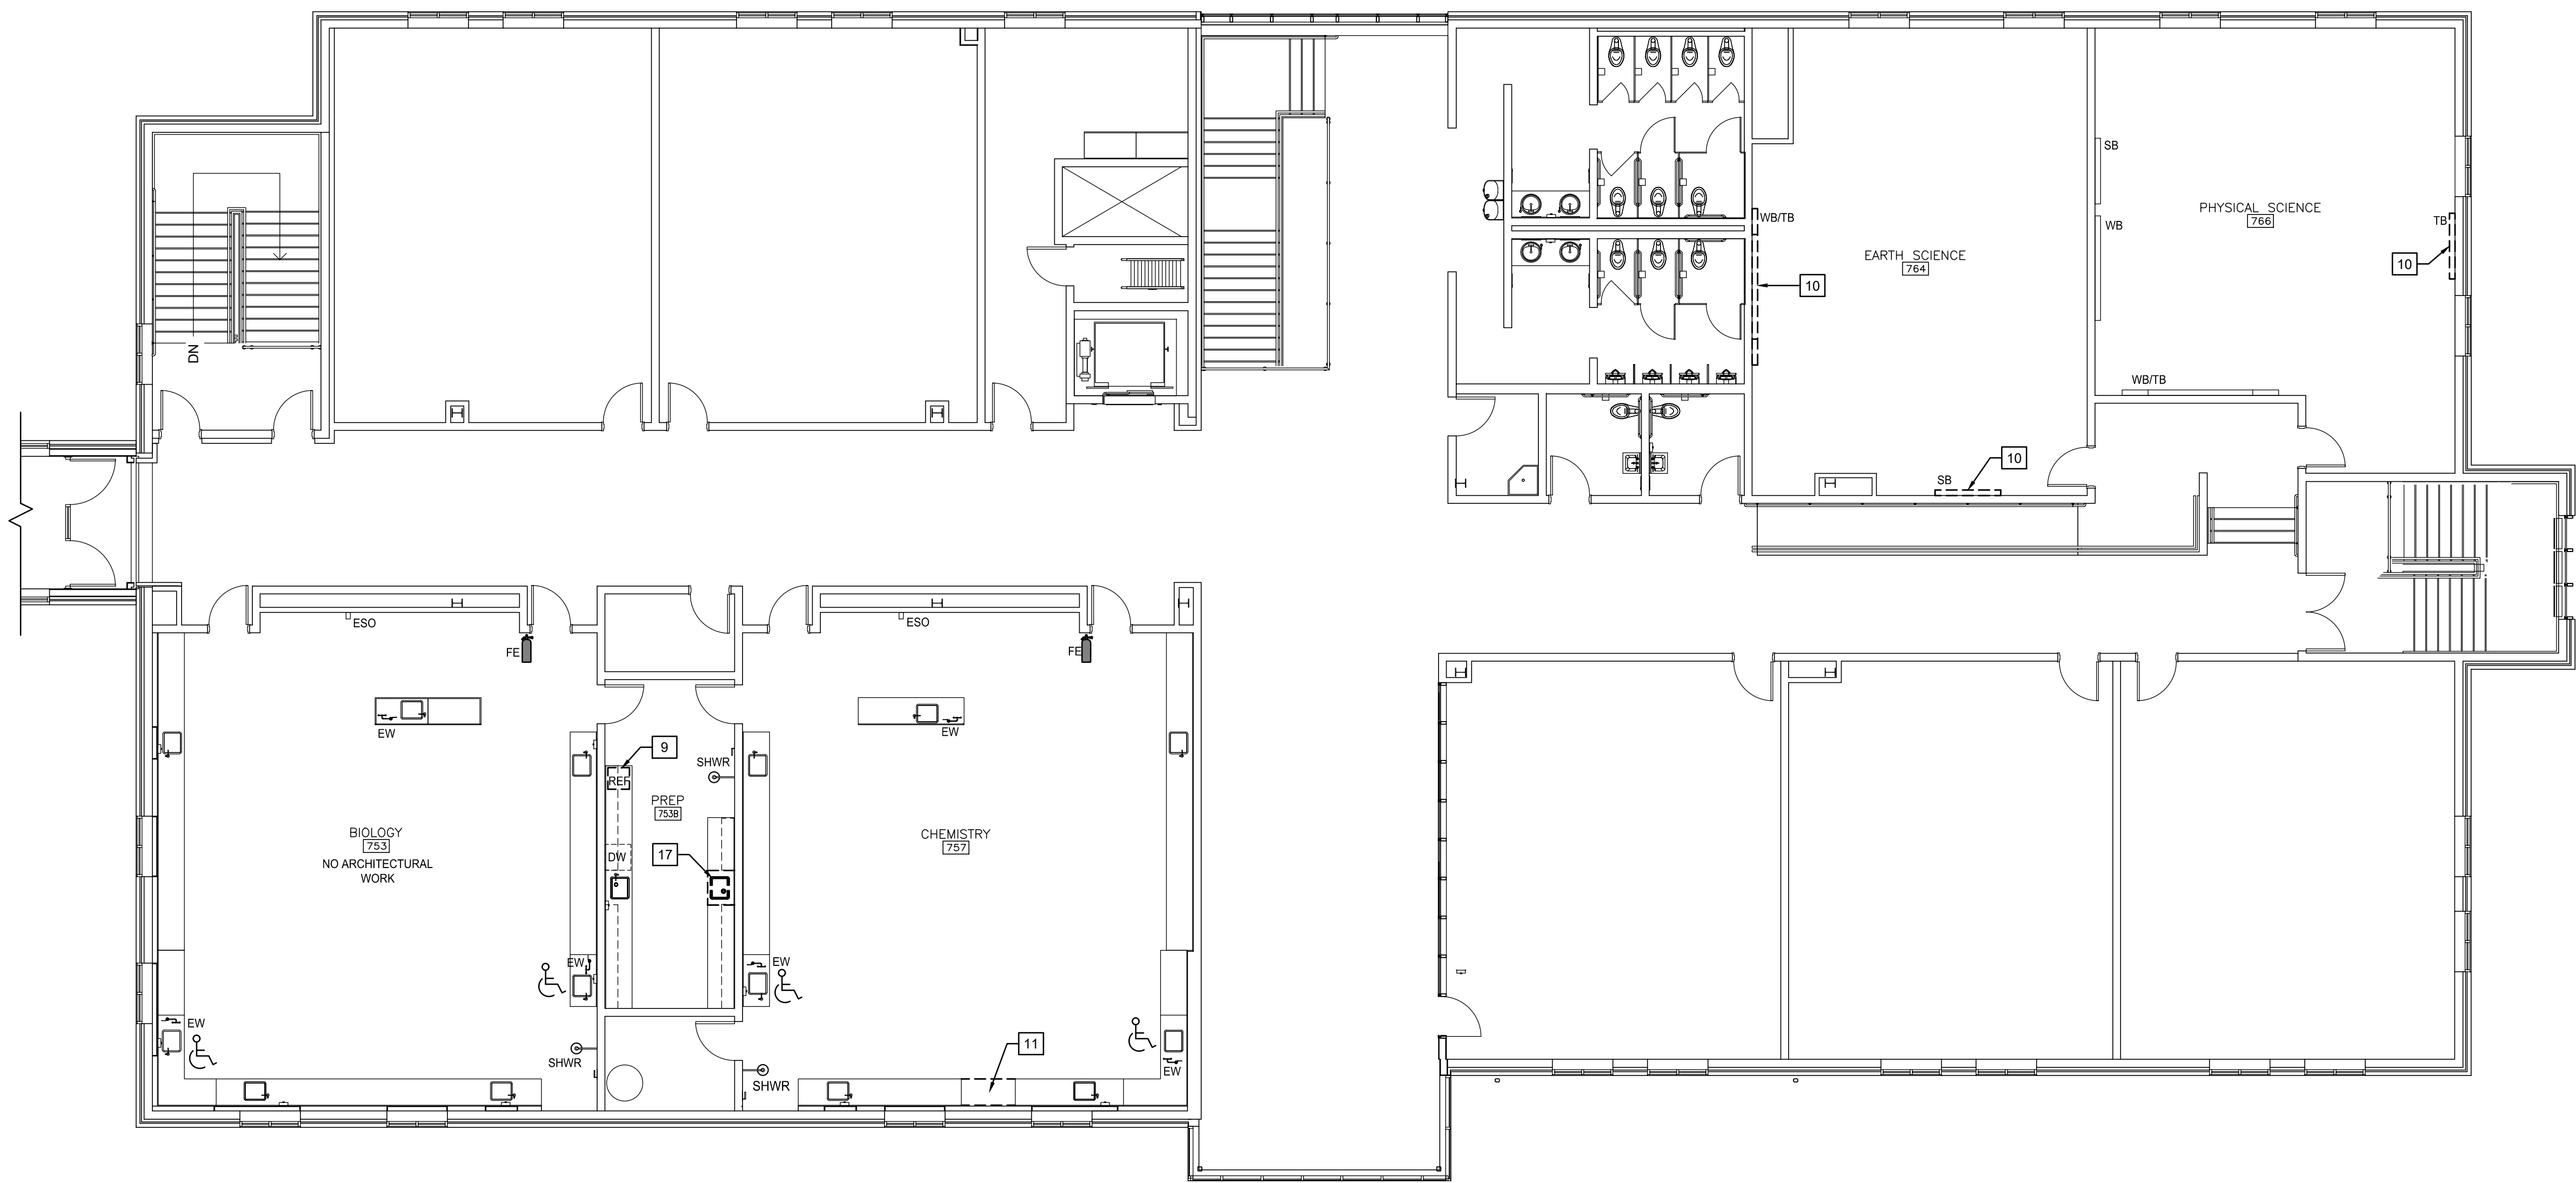 SB
PHYSICAL SCIENCE
766
WB/TB
TB
WB
EARTH SCIENCE
764
10
10
DN
WB/TB
10
SB
ESO
ESO
FE
FE
EW
EW
9
SHWR
REF
PREP
753B
BIOLOGY
753
NO ARCHITECTURAL
WORK
CHEMISTRY
757
DW
17
EW
EW
EW
11
SHWR
EW
SHWR